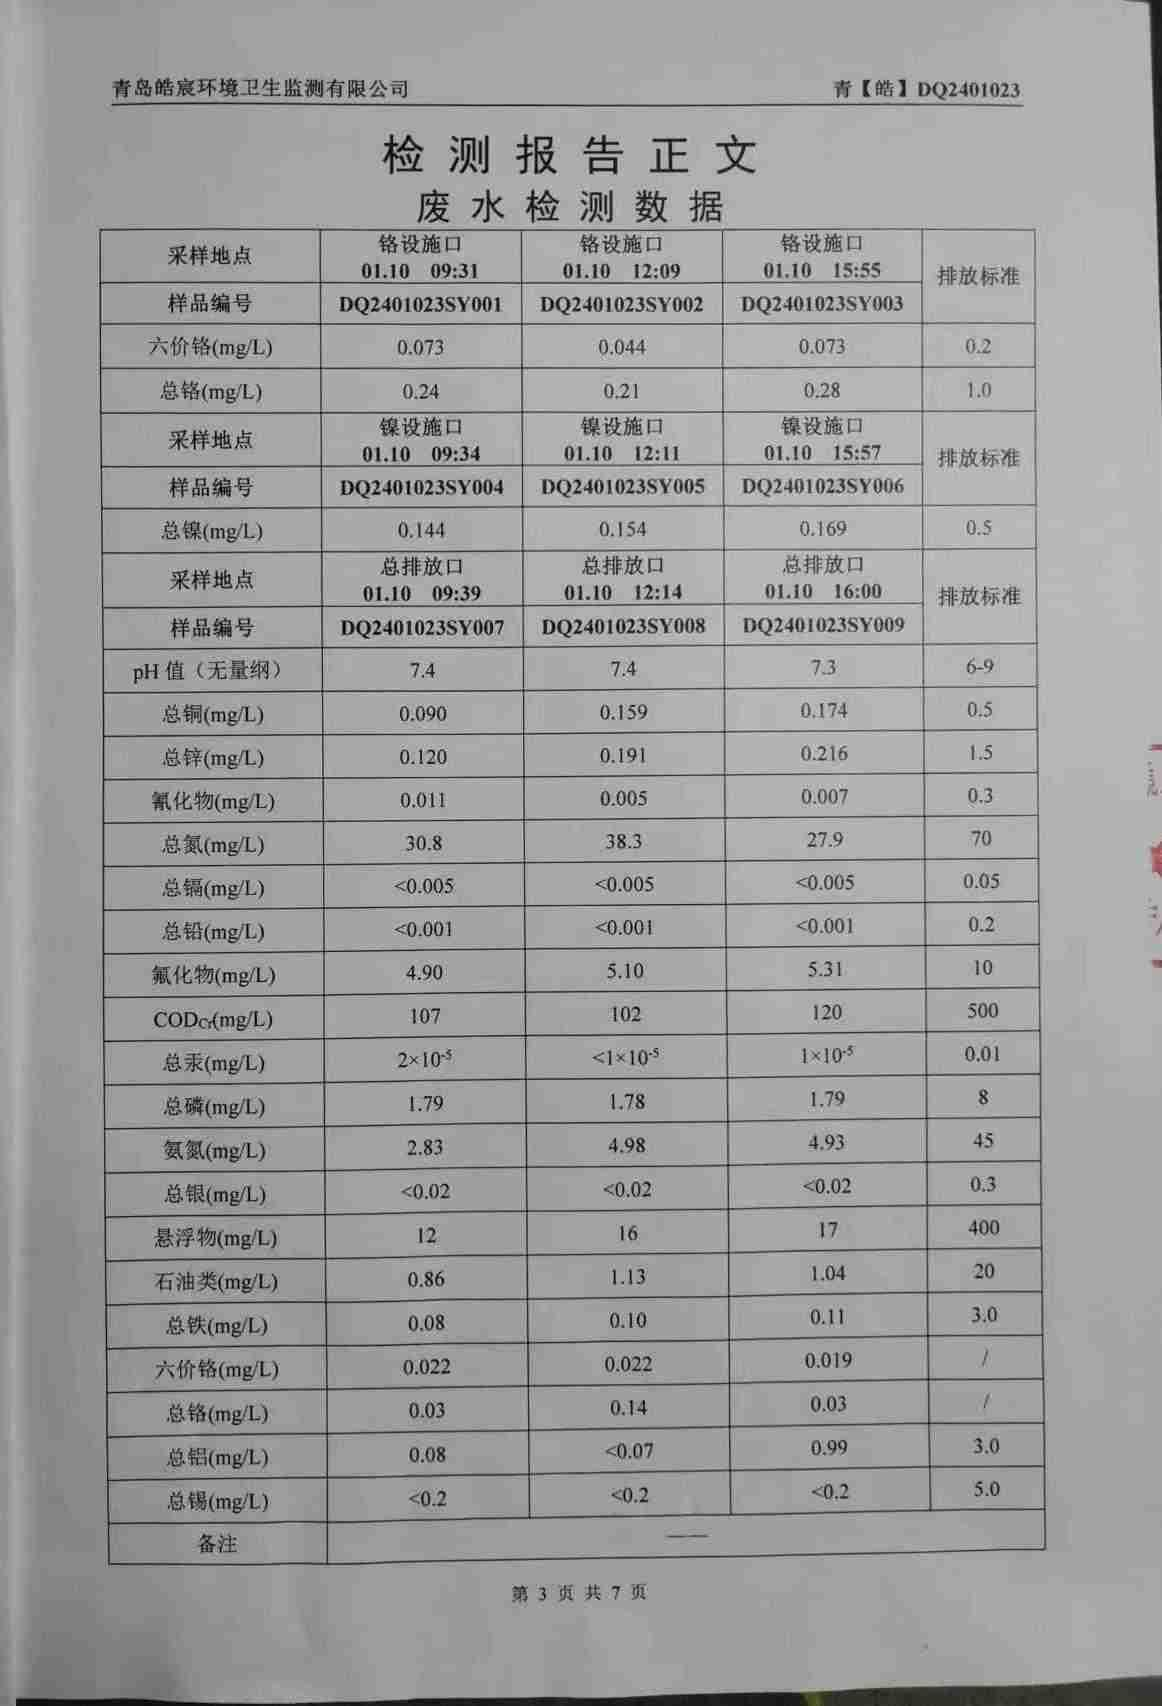 青岛皓宸环境卫生监测有限公司 青【皓】DQ2401023
检测报告正文
废水检测数据
采样地点 铬设施口 铬设施口 铬设施口 排放标准
01.10 09:31 01.10 12:09 01.10 15:55
样品编号 DQ2401023SY001 DQ2401023SY002 DQ2401023SY003
六价铬(mg/L) 0.073 0.044 0.073 0.2
总铬(mg/L) 0.24 0.21 0.28 1.0
采样地点 镍设施口 镍设施口 镍设施口 排放标准
01.10 09:34 01.10 12:11 01.10 15:57
样品编号 DQ2401023SY004 DQ2401023SY005 DQ2401023SY006
总镍(mg/L) 0.144 0.154 0.169 0.5
采样地点 总排放口 总排放口 总排放口 排放标准
01.10 09:39 01.10 12:14 01.10 16:00
样品编号 DQ2401023SY007 DQ2401023SY008 DQ2401023SY009
pH 值（无量纲） 7.4 7.4 7.3 6-9
总铜(mg/L) 0.090 0.159 0.174 0.5
总锌(mg/L) 0.120 0.191 0.216 1.5
氰化物(mg/L) 0.011 0.005 0.007 0.3
总氮(mg/L) 30.8 38.3 27.9 70
总镉(mg/L) <0.005 <0.005 <0.005 0.05
总铅(mg/L) <0.001 <0.001 <0.001 0.2
氟化物(mg/L) 4.90 5.10 5.31 10
CODCr(mg/L) 107 102 120 500
总汞(mg/L) 2×10-5 <1×10-5 1×10-5 0.01
总磷(mg/L) 1.79 1.78 1.79 8
氨氮(mg/L) 2.83 4.98 4.93 45
总银(mg/L) <0.02 <0.02 <0.02 0.3
悬浮物(mg/L) 12 16 17 400
石油类(mg/L) 0.86 1.13 1.04 20
总铁(mg/L) 0.08 0.10 0.11 3.0
六价铬(mg/L) 0.022 0.022 0.019 /
总铬(mg/L) 0.03 0.14 0.03 /
总铝(mg/L) 0.08 <0.07 0.99 3.0
总锡(mg/L) <0.2 <0.2 <0.2 5.0
备注 ——
第 3 页 共 7 页